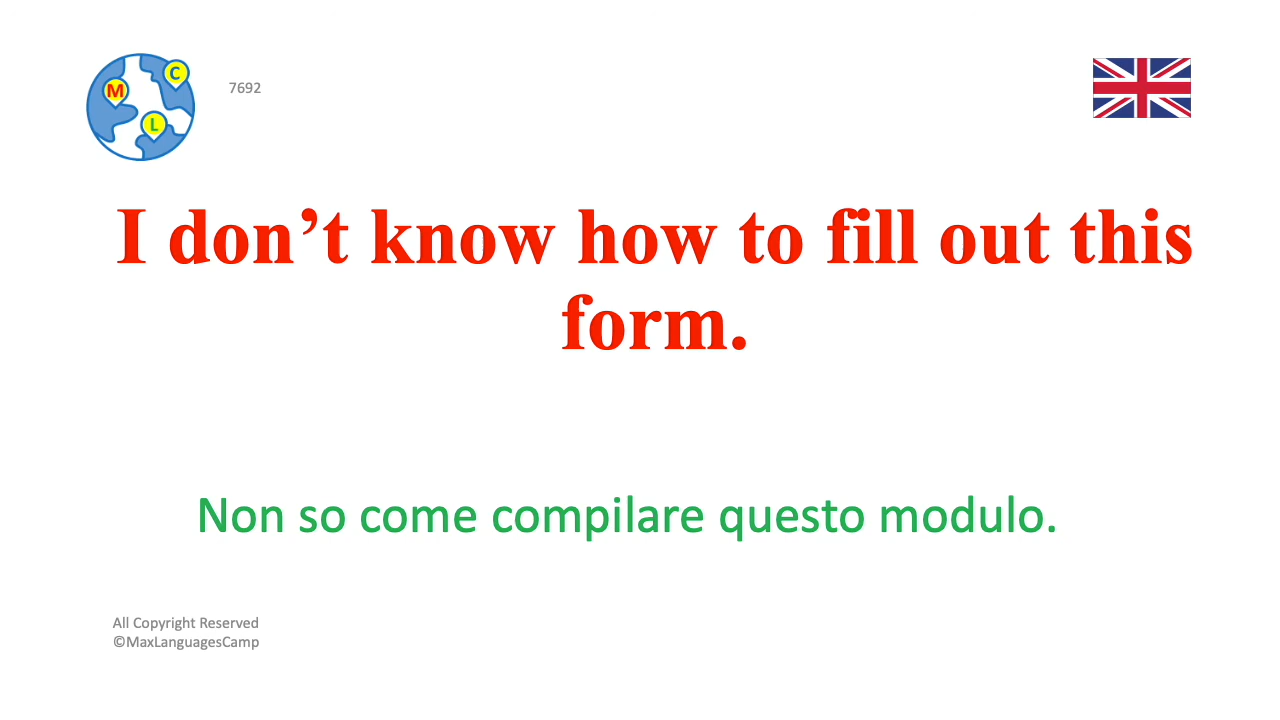 M
C
L
7692
I don’t know how to fill out this
form.
Non so come compilare questo modulo.
All Copyright Reserved
©MaxLanguagesCamp